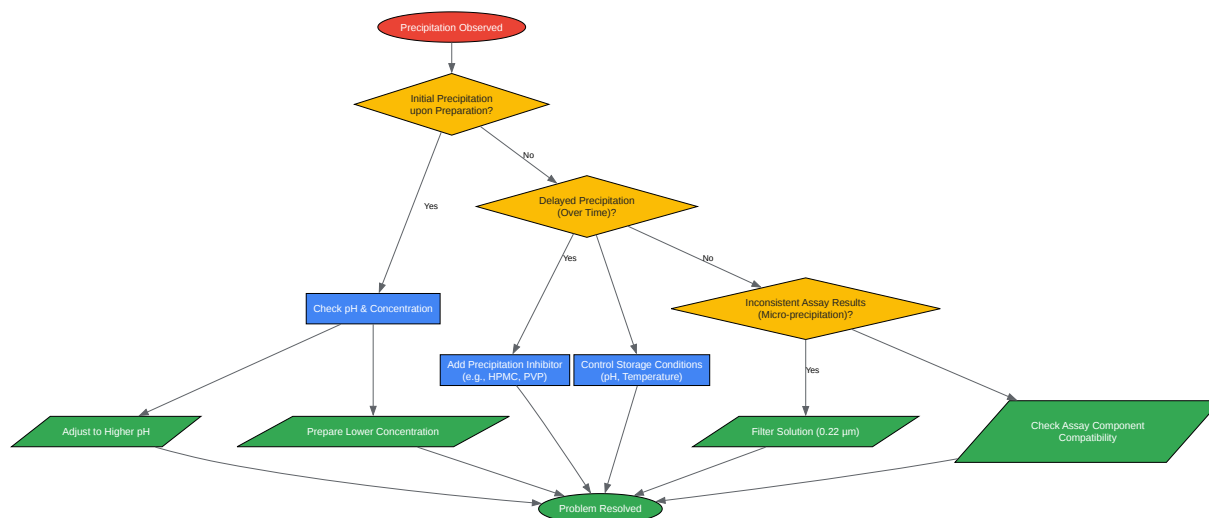 Precipitation Observed
Initial Precipitation
upon Preparation?
No
Delayed Precipitation
(Over Time)?
Yes
Yes
No
Inconsistent Assay Results
(Micro-precipitation)?
Check pH & Concentration
Add Precipitation Inhibitor
(e.g., HPMC, PVP)
Control Storage Conditions
(pH, Temperature)
Yes
Adjust to Higher pH
Prepare Lower Concentration
Filter Solution (0.22 µm)
Check Assay Component
Compatibility
Problem Resolved